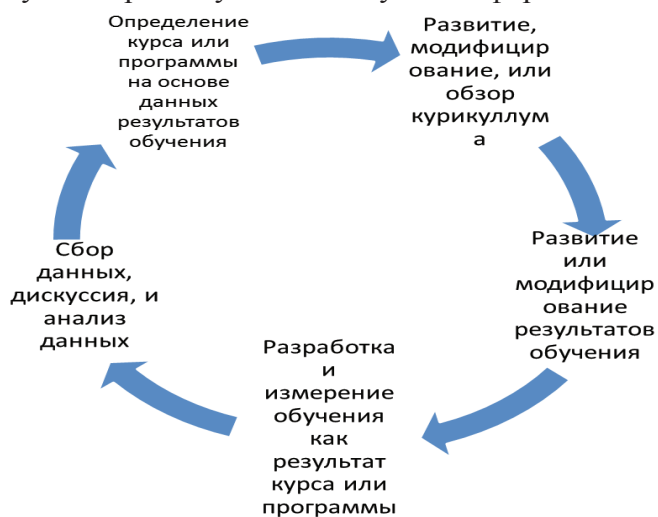 Определение
курса или
программы
на основе
данных
результатов
обучения
Развитие,
модифицир
ование, или
обзор
курикуллум
а
Развитие
или
модифицир
ование
результатов
обучения
Разработка
и
измерение
обучения
как
результат
курса или
программы
Сбор
данных,
дискуссия, и
анализ
данных